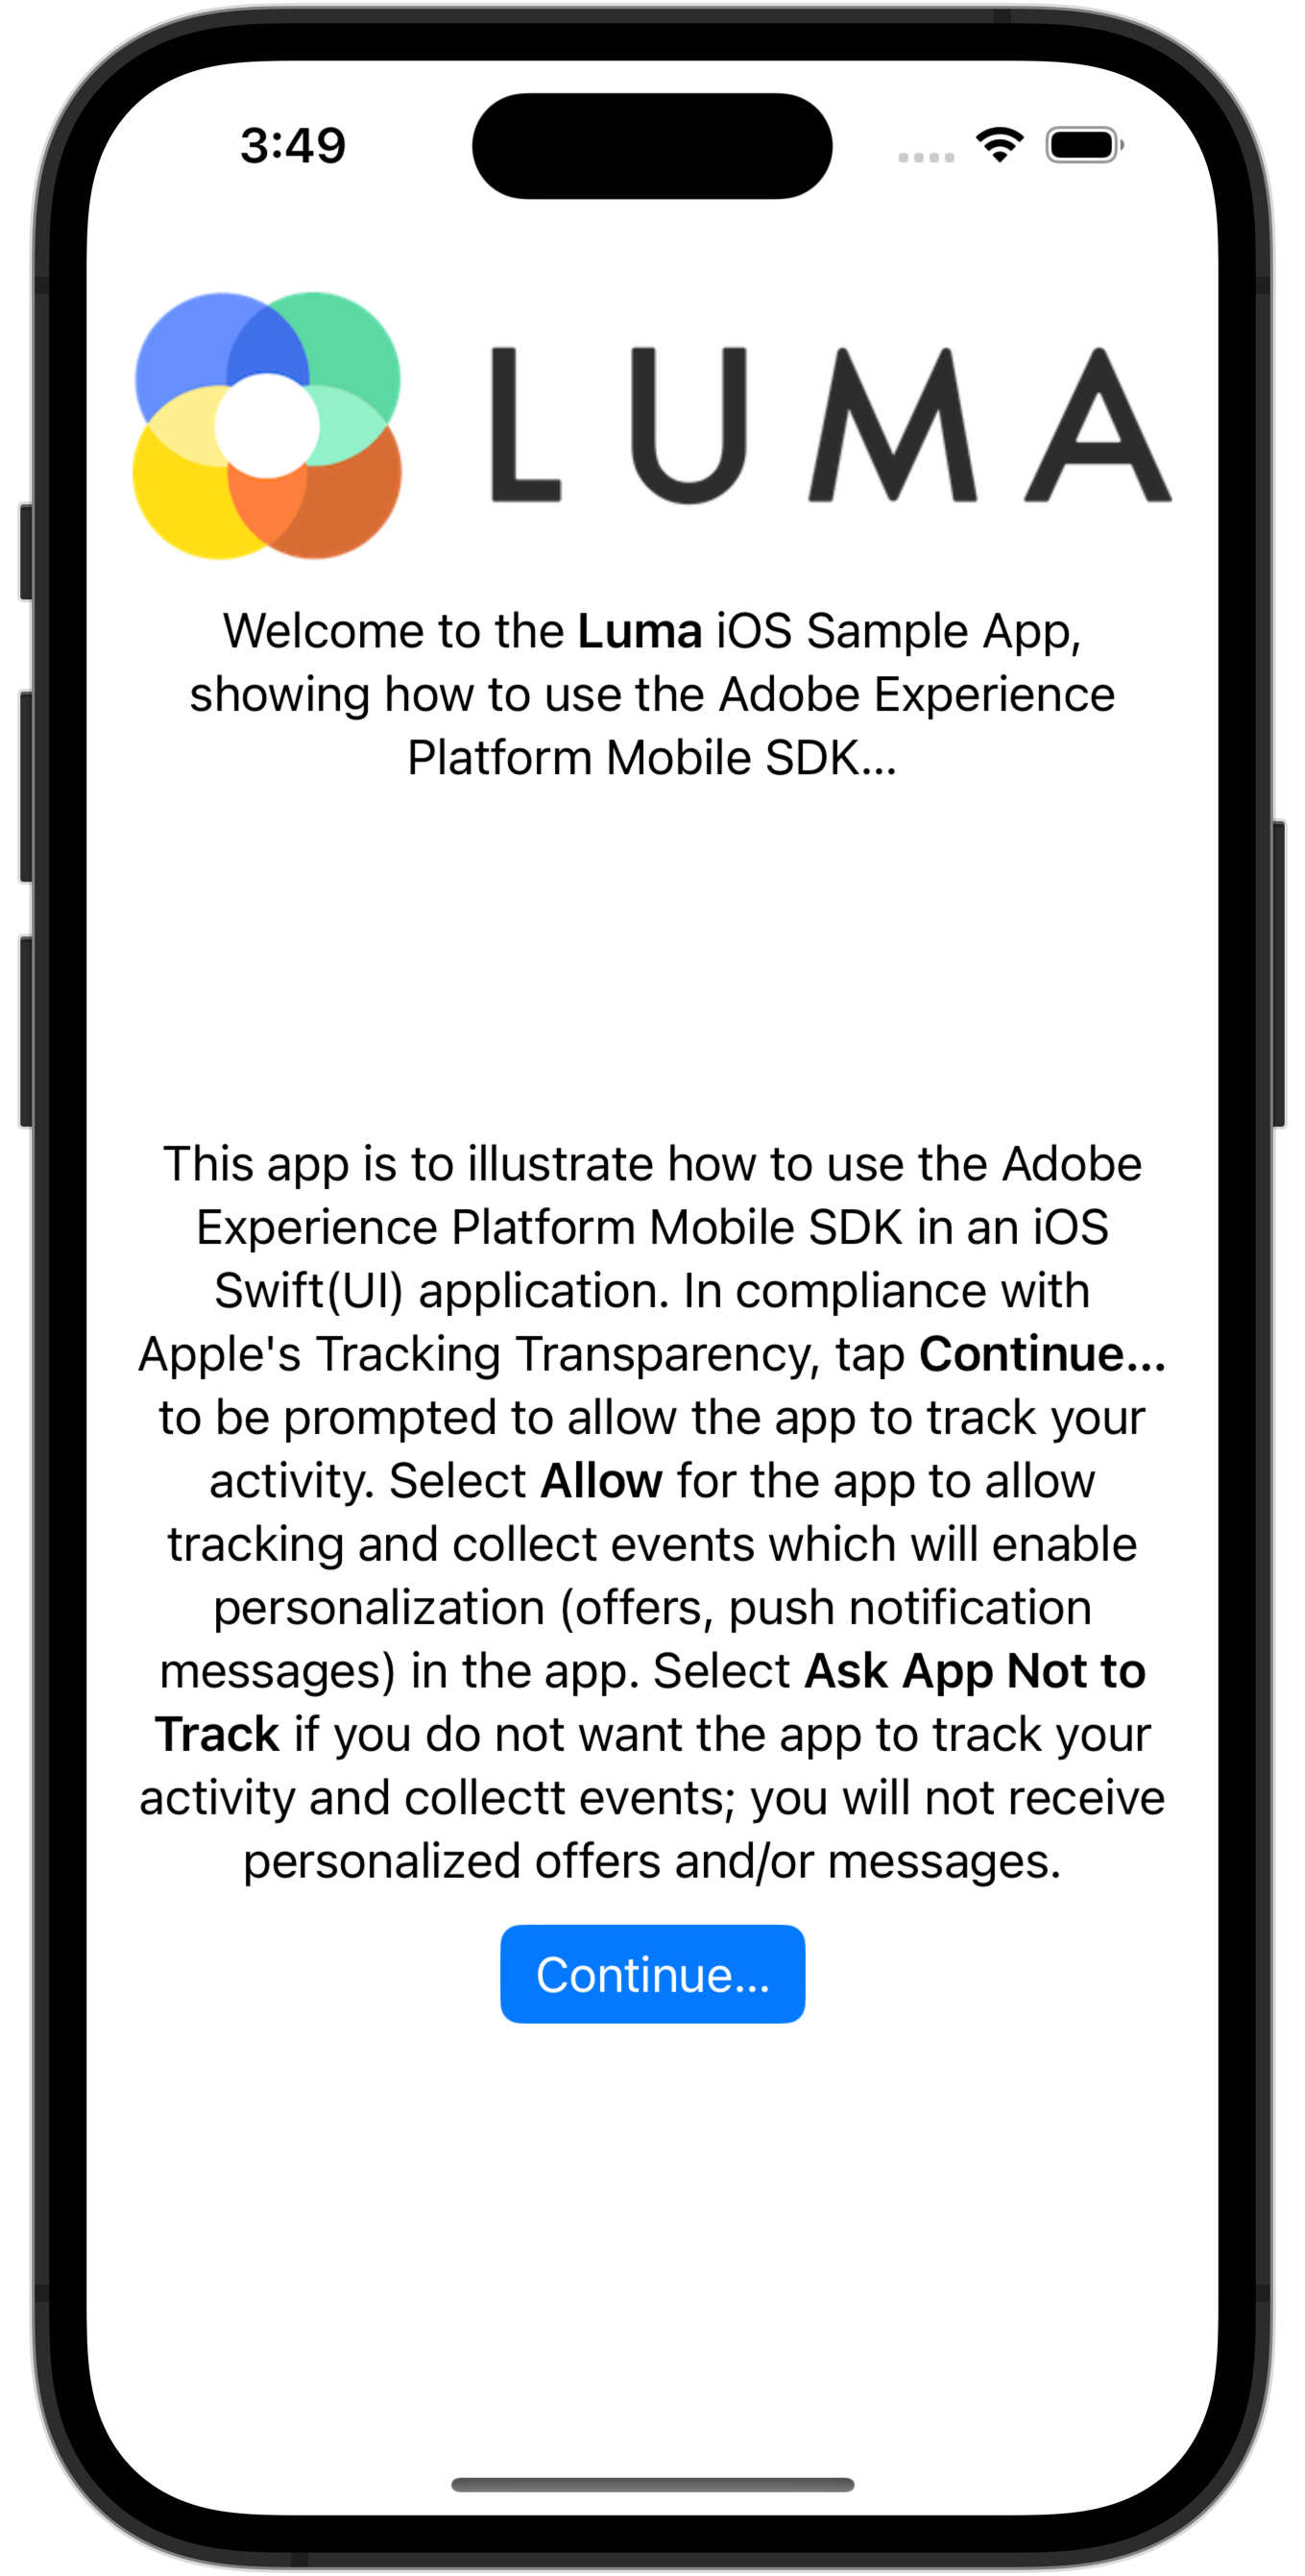 3:49
LUMA
Welcome to the Luma iOS Sample App,
showing how to use the Adobe Experience
Platform Mobile SDK...
This app is to illustrate how to use the Adobe
Experience Platform Mobile SDK in an iOS
Swift(UI) application. In compliance with
Apple's Tracking Transparency, tap Continue...
to be prompted to allow the app to track your
activity. Select Allow for the app to allow
tracking and collect events which will enable
personalization (offers, push notification
messages) in the app. Select Ask App Not to
Track if you do not want the app to track your
activity and collectt events; you will not receive
personalized offers and/or messages.
Continue...